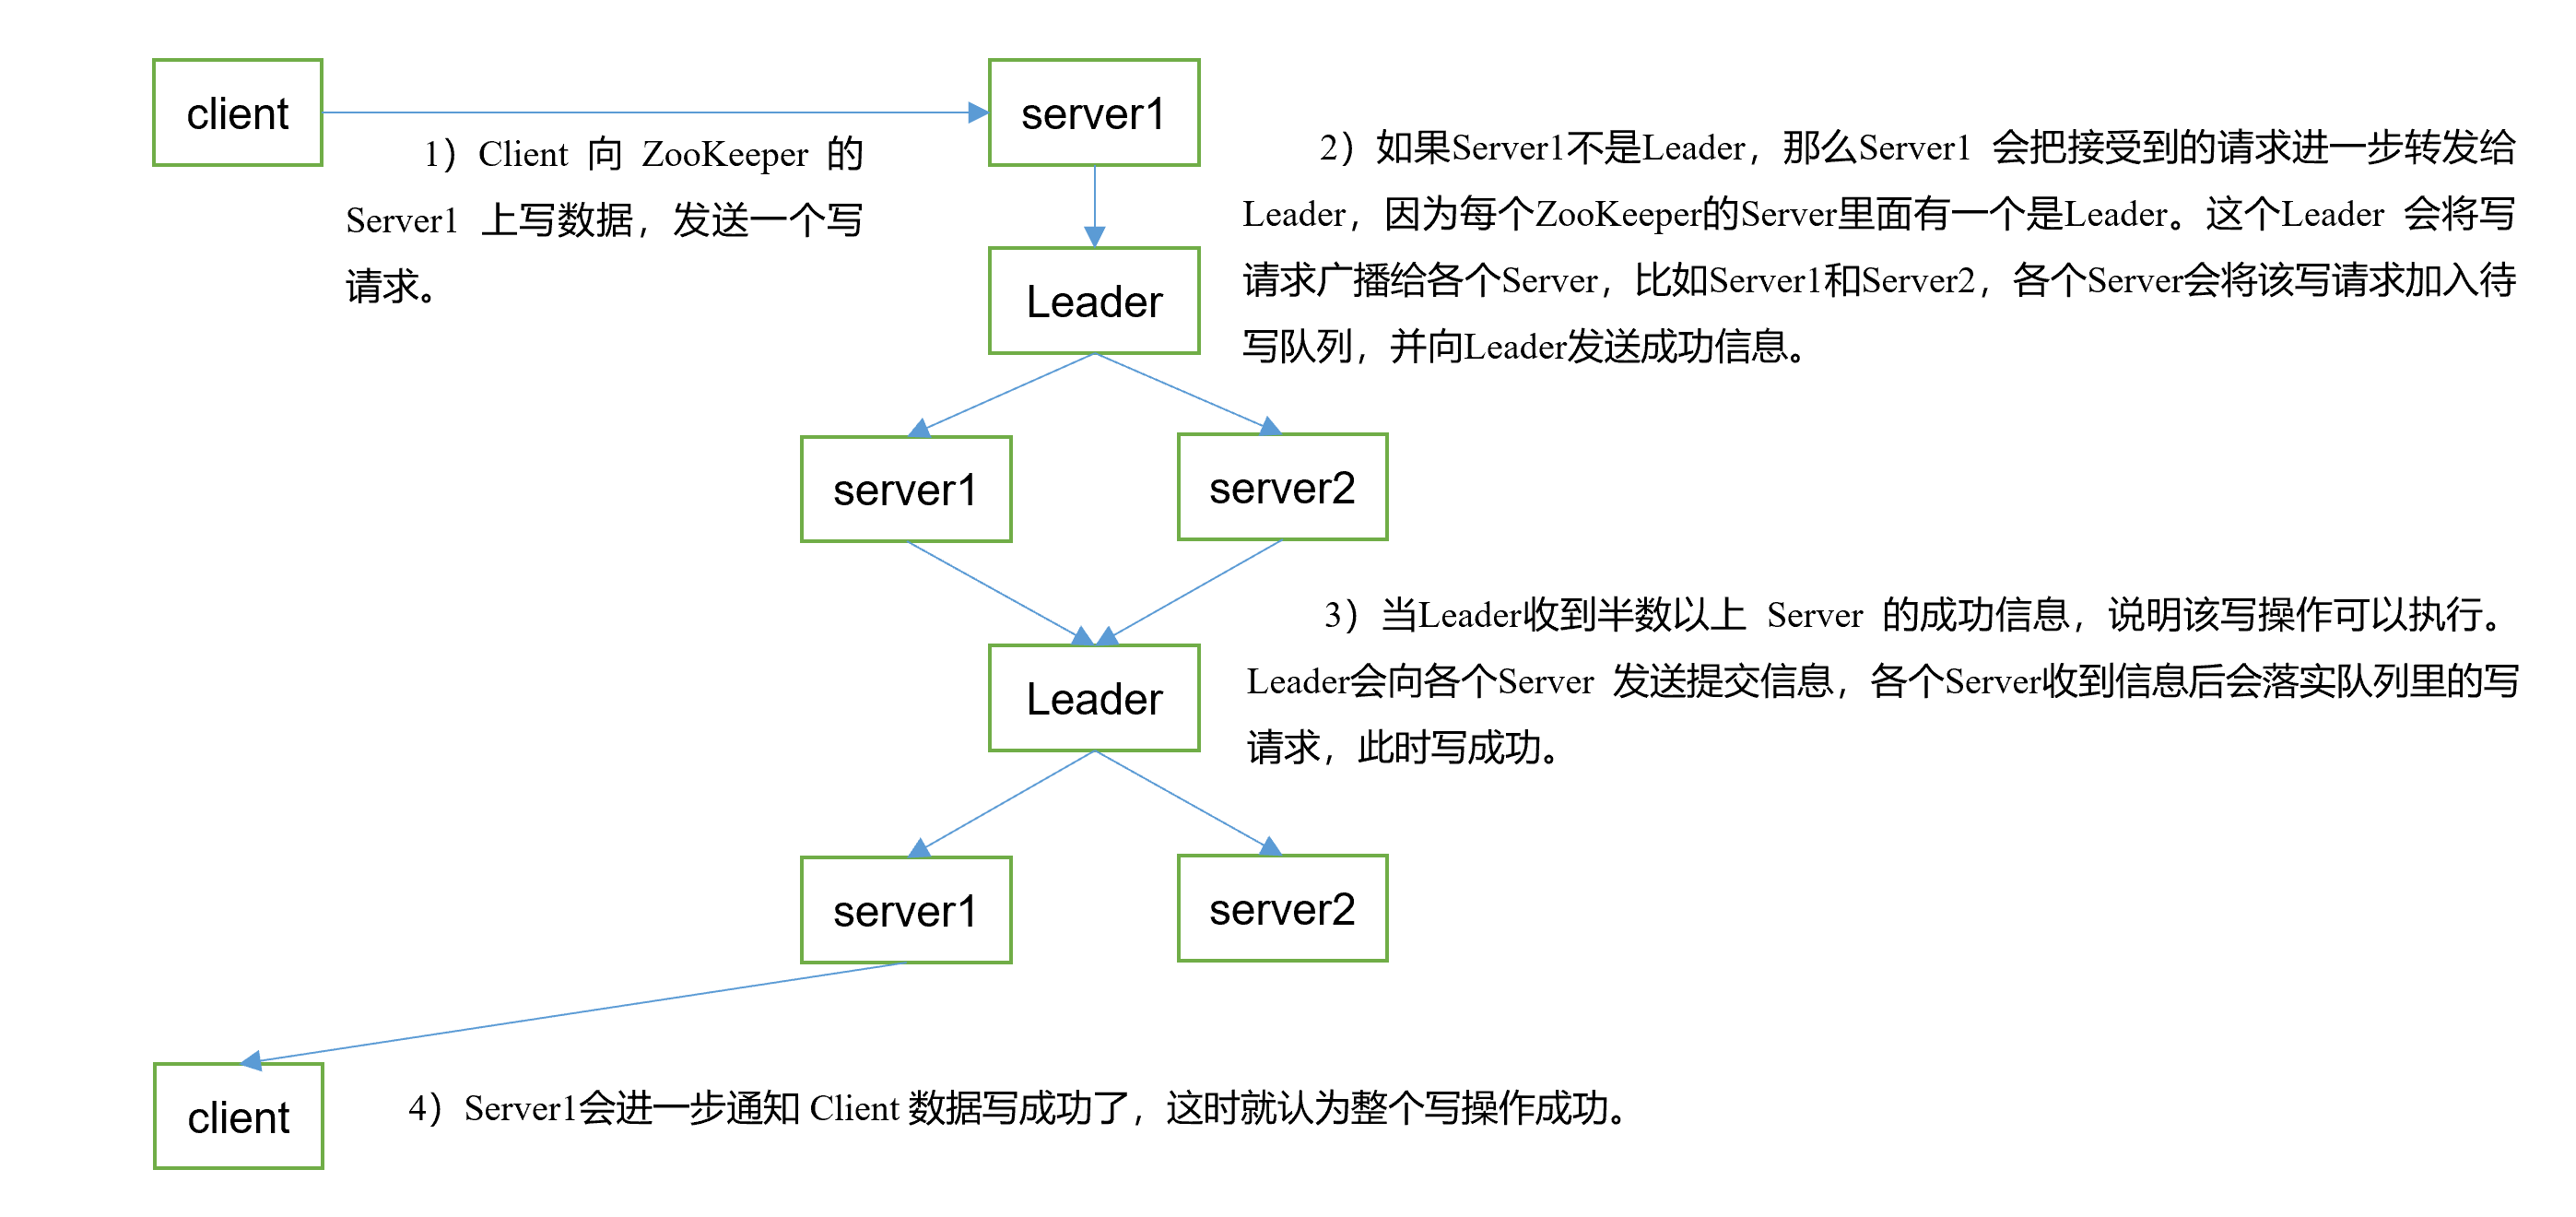 client
server1
1）Client 向 ZooKeeper 的
Server1 上写数据，发送一个写
请求。
2）如果Server1不是Leader，那么Server1 会把接受到的请求进一步转发给
Leader，因为每个ZooKeeper的Server里面有一个是Leader。这个Leader 会将写
请求广播给各个Server，比如Server1和Server2，各个Server会将该写请求加入待
写队列，并向Leader发送成功信息。
Leader
server1
server2
3）当Leader收到半数以上 Server 的成功信息，说明该写操作可以执行。
Leader会向各个Server 发送提交信息，各个Server收到信息后会落实队列里的写
请求，此时写成功。
Leader
server1
server2
client
4）Server1会进一步通知 Client 数据写成功了，这时就认为整个写操作成功。